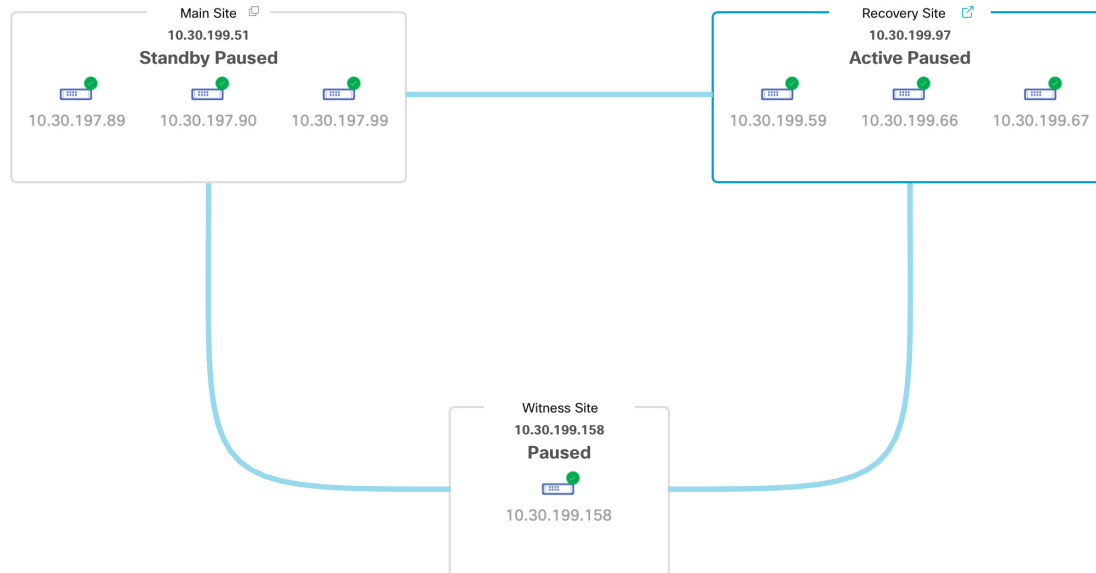 Main Site
10.30.199.51
Standby Paused
10.30.197.89 10.30.197.90 10.30.197.99
Recovery Site
10.30.199.97
Active Paused
10.30.199.59 10.30.199.66 10.30.199.67
Witness Site
10.30.199.158
Paused
10.30.199.158